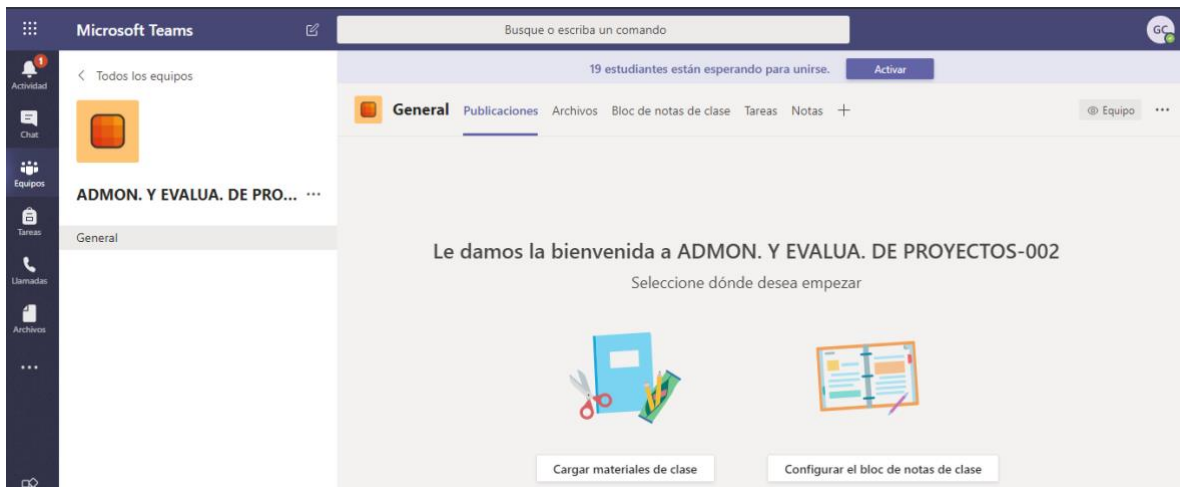 Microsoft Teams
Busque o escriba un comando
GC
1
Actividad
Chat
Equipos
Tareas
Llamadas
Archivos
Todos los equipos
ADMON. Y EVALUA. DE PRO...
General
19 estudiantes están esperando para unirse.
Activar
General Publicaciones Archivos Bloc de notas de clase Tareas Notas +
Equipo
Le damos la bienvenida a ADMON. Y EVALUA. DE PROYECTOS-002
Seleccione dónde desea empezar
Cargar materiales de clase
Configurar el bloc de notas de clase